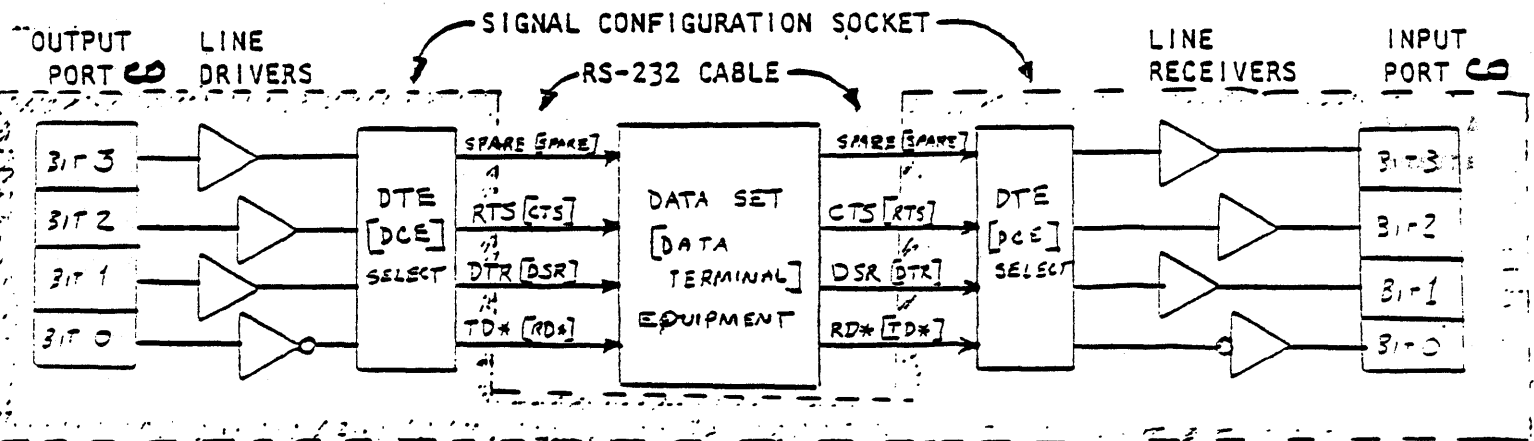 SIGNAL CONFIGURATION SOCKET
OUTPUT PORT
LINE DRIVERS
RS-232 CABLE
LINE RECEIVERS
INPUT PORT
BIT 3
BIT 2
BIT 1
BIT 0
DTE
[DCE]
SELECT
SPARE [SPARE]
RTS [CTS]
DTR [DSR]
TD* [RD*]
DATA SET
[DATA
TERMINAL]
EQUIPMENT
SPARE [SPARE]
CTS [RTS]
DSR [DTR]
RD* [TD*]
DTE
[DCE]
SELECT
BIT 3
BIT 2
BIT 1
BIT 0